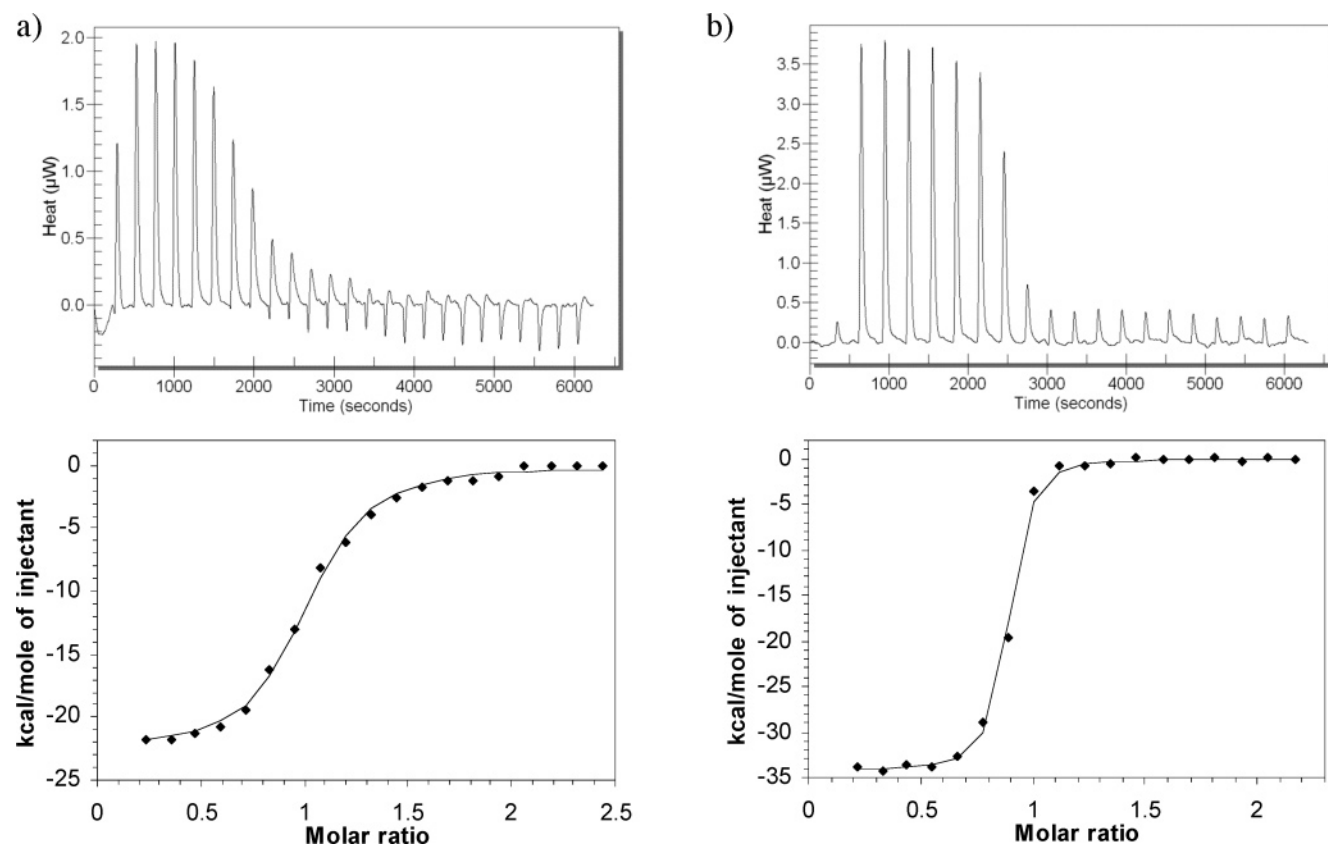 a)
2.0
1.5
1.0
0.5
0.0
Heat (µW)
0 1000 2000 3000 4000 5000 6000
Time (seconds)
b)
3.5
3.0
2.5
2.0
1.5
1.0
0.5
0.0
Heat (µW)
0 1000 2000 3000 4000 5000 6000
Time (seconds)
0
-5
-10
-15
-20
-25
kcal/mole of injectant
0 0.5 1 1.5 2 2.5
Molar ratio
0
-5
-10
-15
-20
-25
-30
-35
kcal/mole of injectant
0 0.5 1 1.5 2
Molar ratio